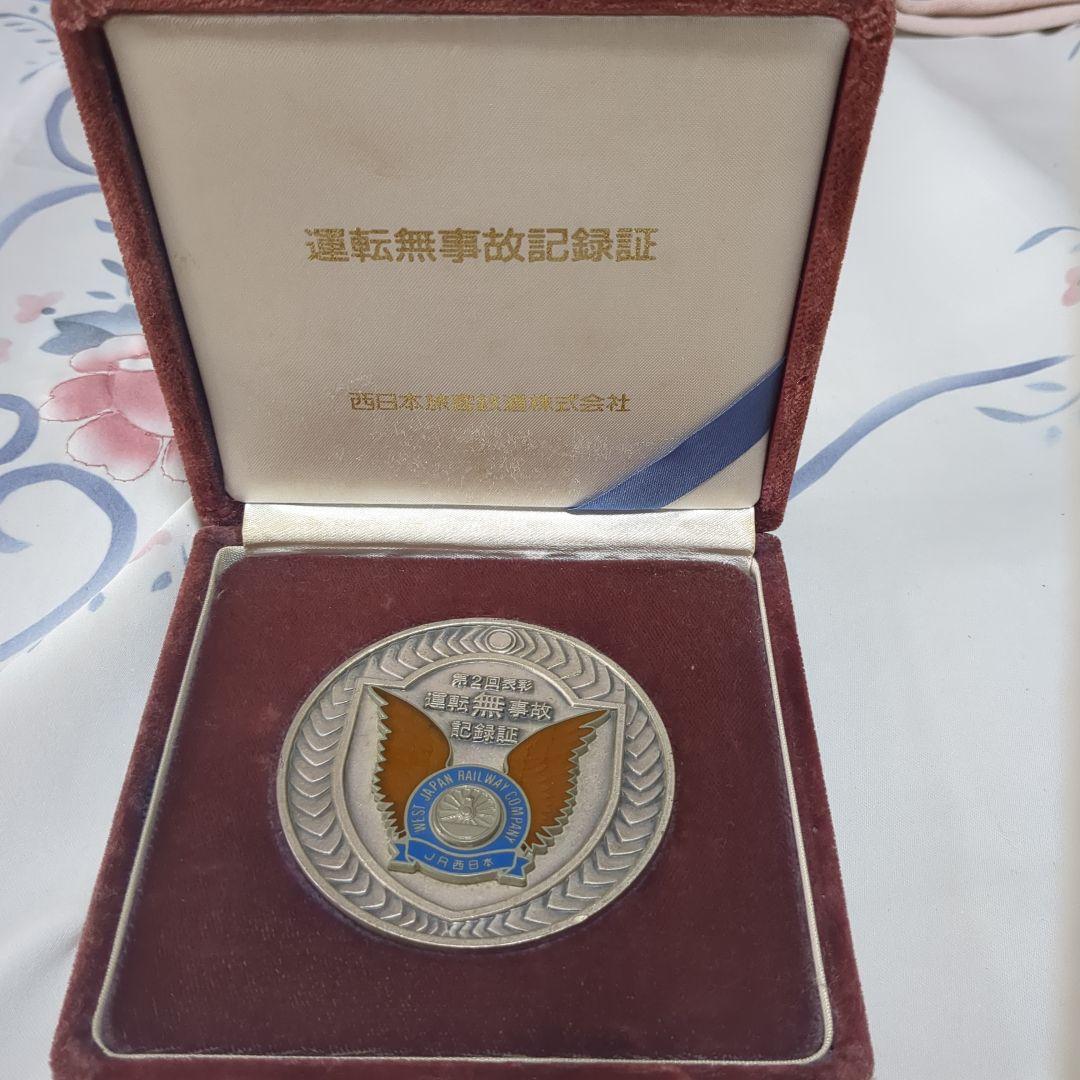 運転無事故記録証
西日本旅客鉄道株式会社
第2回表彰
運転無事故
記録証
WEST JAPAN RAILWAY COMPANY
JR西日本